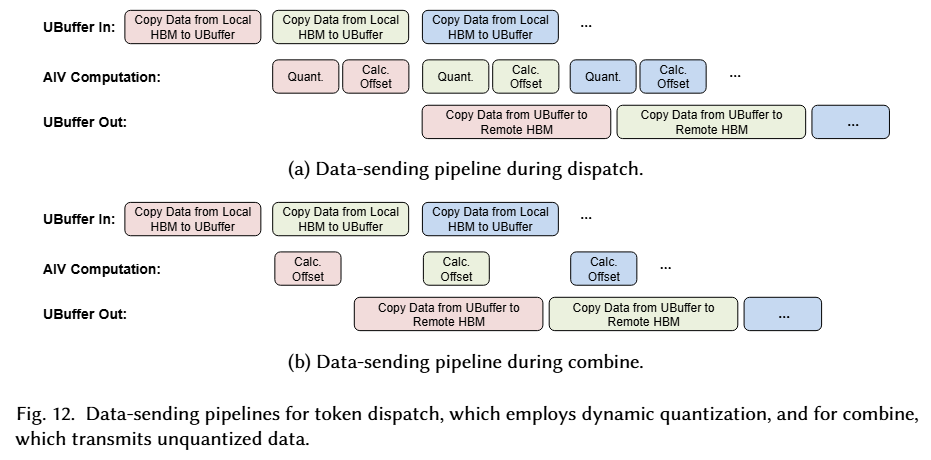 UBuffer In:
Copy Data from Local
HBM to UBuffer
Copy Data from Local
HBM to UBuffer
Copy Data from Local
HBM to UBuffer
...
AIV Computation:
Quant.
Calc.
Offset
Quant.
Calc.
Offset
Quant.
Calc.
Offset
...
UBuffer Out:
Copy Data from UBuffer to
Remote HBM
Copy Data from UBuffer to
Remote HBM
...
(a) Data-sending pipeline during dispatch.
UBuffer In:
Copy Data from Local
HBM to UBuffer
Copy Data from Local
HBM to UBuffer
Copy Data from Local
HBM to UBuffer
...
AIV Computation:
Calc.
Offset
Calc.
Offset
Calc.
Offset
...
UBuffer Out:
Copy Data from UBuffer to
Remote HBM
Copy Data from UBuffer to
Remote HBM
...
(b) Data-sending pipeline during combine.
Fig. 12. Data-sending pipelines for token dispatch, which employs dynamic quantization, and for combine,
which transmits unquantized data.